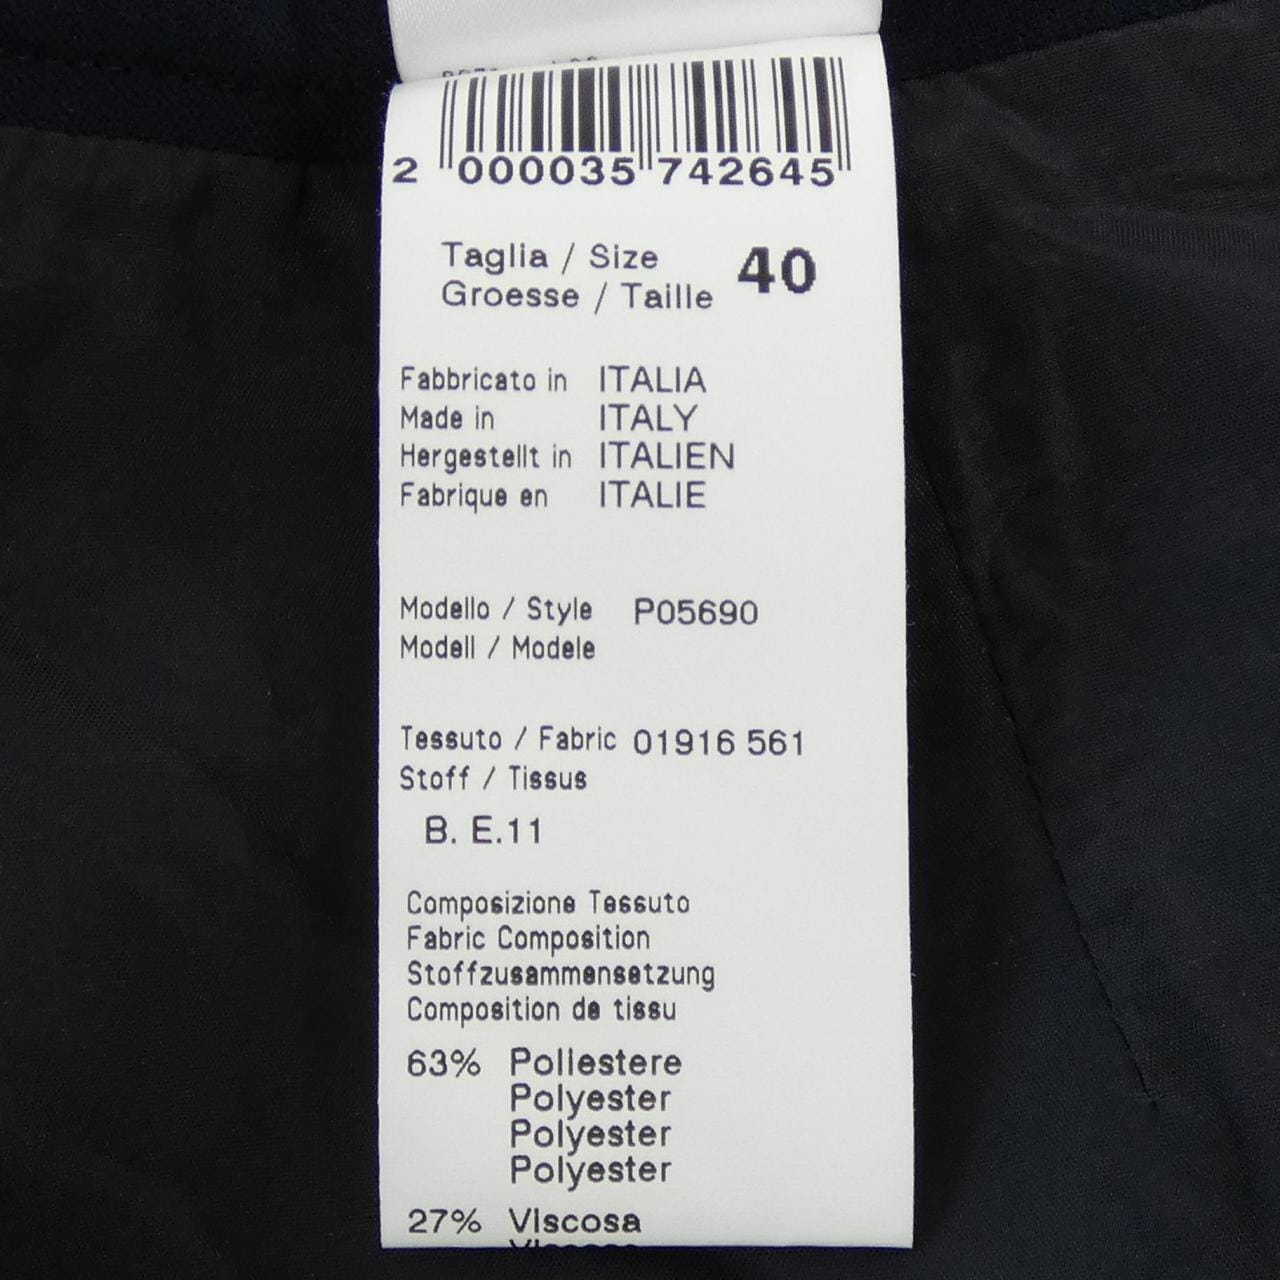 2 000035 742645
Taglia / Size 40
Groesse / Taille
Fabbricato in ITALIA
Made in ITALY
Hergestellt in ITALIEN
Fabrique en ITALIE
Modello / Style P05690
Modell / Modele
Tessuto / Fabric 01916 561
Stoff / Tissus
B. E.11
Composizione Tessuto
Fabric Composition
Stoffzusammensetzung
Composition de tissu
63% Poliestere
Polyester
Polyester
Polyester
27% Viscosa